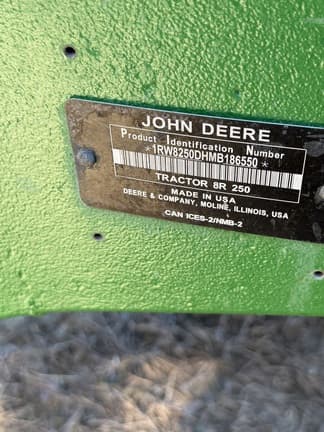 JOHN DEERE
Product Identification Number
*1RW8250DHMB186550*
TRACTOR 8R 250
MADE IN USA
DEERE & COMPANY, MOLINE, ILLINOIS, USA
CAN ICES-2/NMB-2